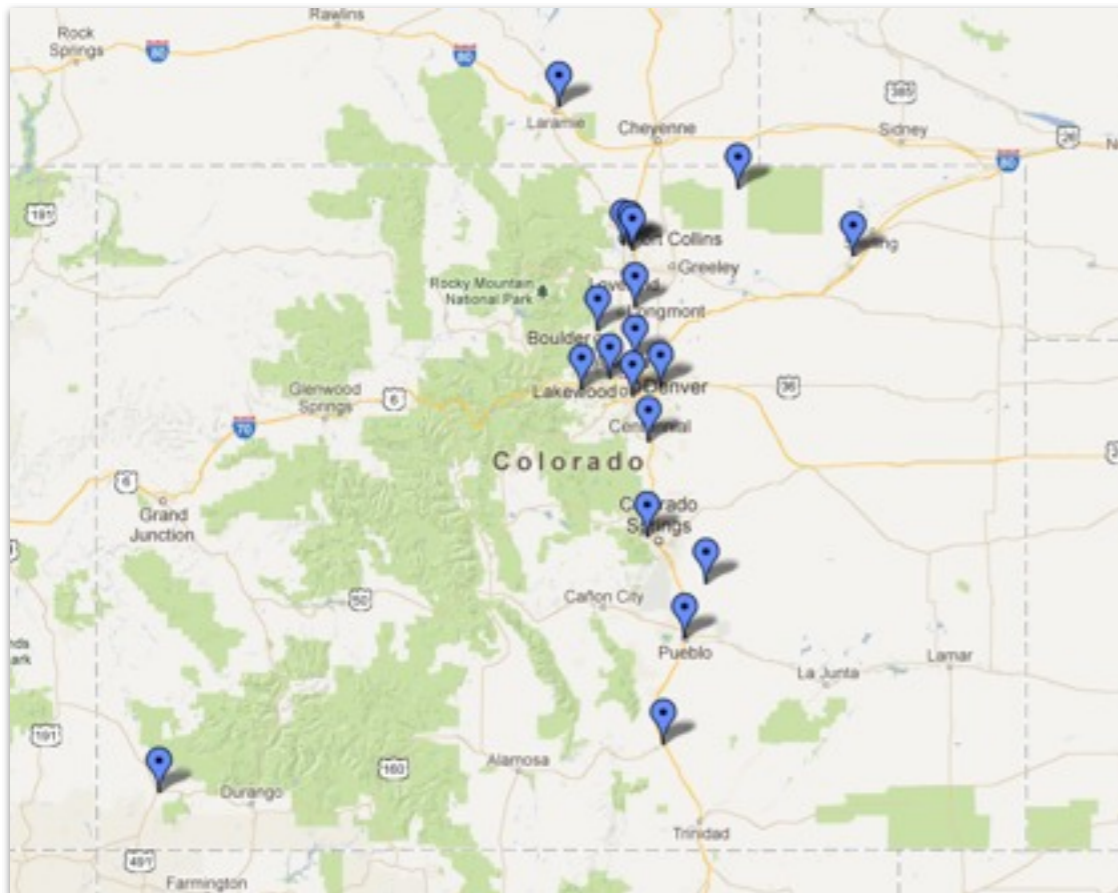 Rawlins
Rock
Springs
80
80
385
Laramie
Cheyenne
Sidney
26
80
191
Collins
Greeley
Rocky Mountain
National Park
Longmont
Boulder
Glenwood
Springs
6
Lakewood
Denver
36
70
Colorado
6
Grand
Junction
Springs
50
Cañon City
Pueblo
La Junta
Lamar
191
Alamosa
160
Durango
Trinidad
491
Farmington